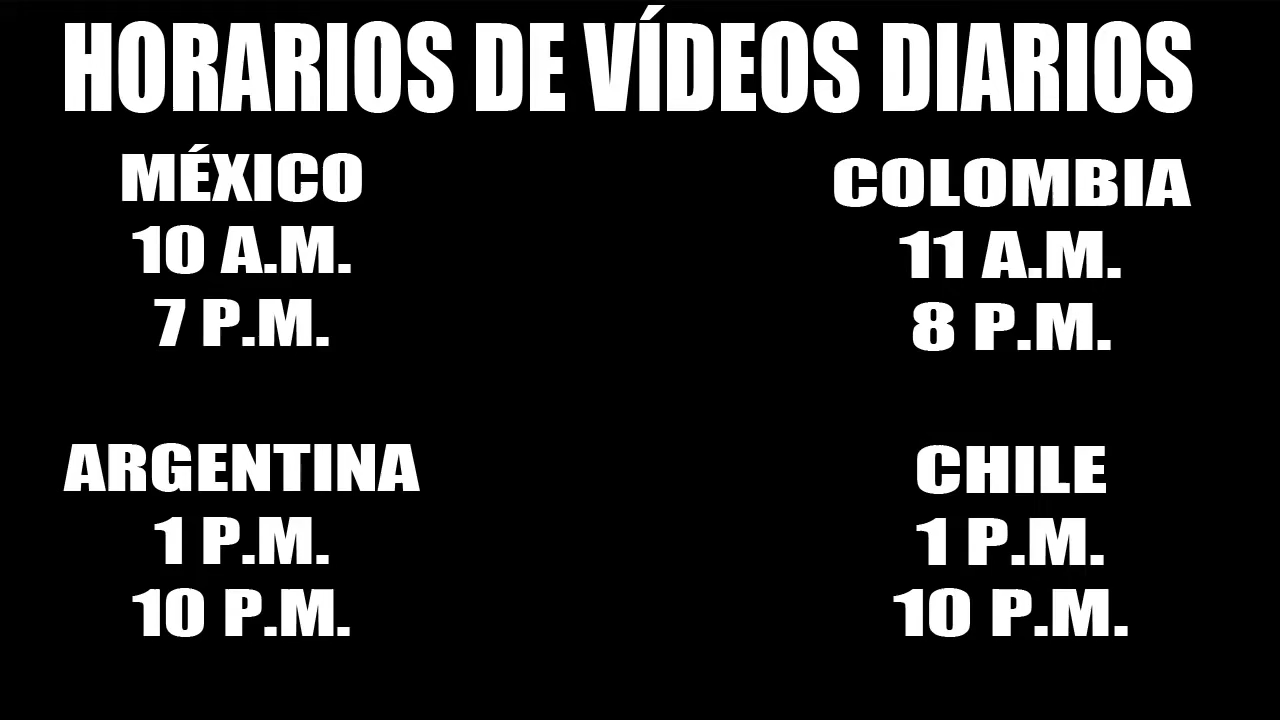 HORARIOS DE VÍDEOS DIARIOS
MÉXICO
10 A.M.
7 P.M.
COLOMBIA
11 A.M.
8 P.M.
ARGENTINA
1 P.M.
10 P.M.
CHILE
1 P.M.
10 P.M.